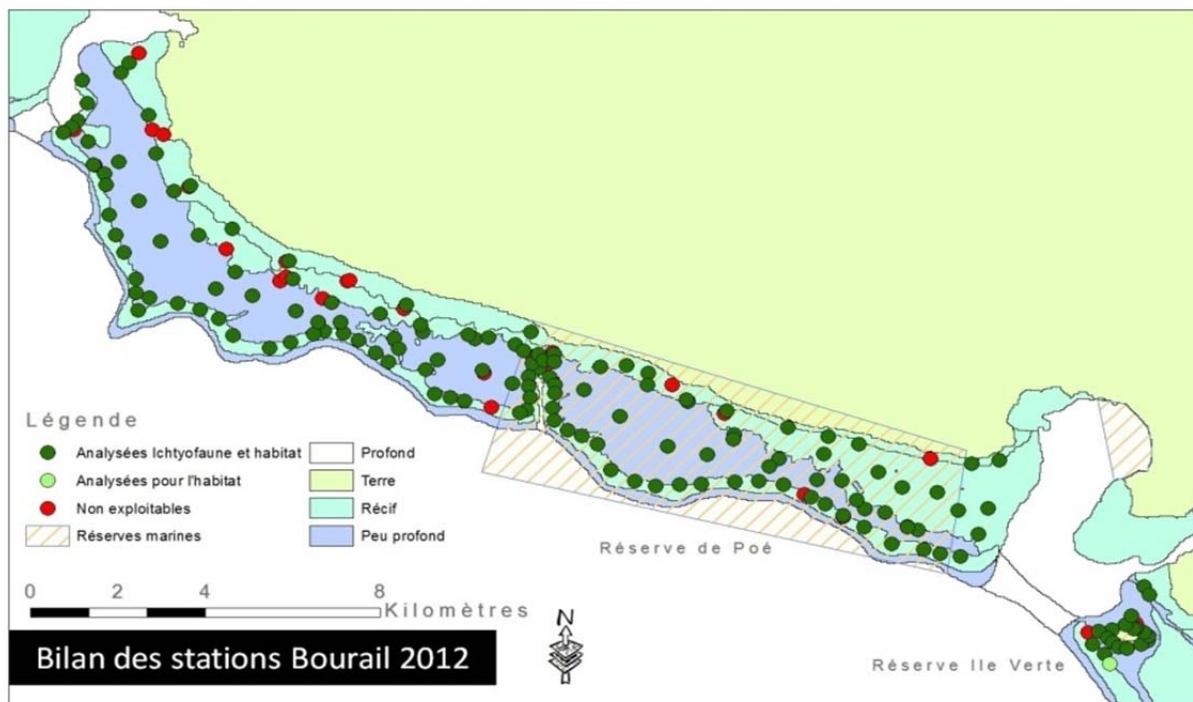 Légende
Analysées Ichtyofaune et habitat
Analysées pour l'habitat
Non exploitables
Réserves marines
Profond
Terre
Récif
Peu profond
Réserve de Poé
0 2 4 8
Kilomètres
N
Bilan des stations Bourail 2012
Réserve Ile Verte